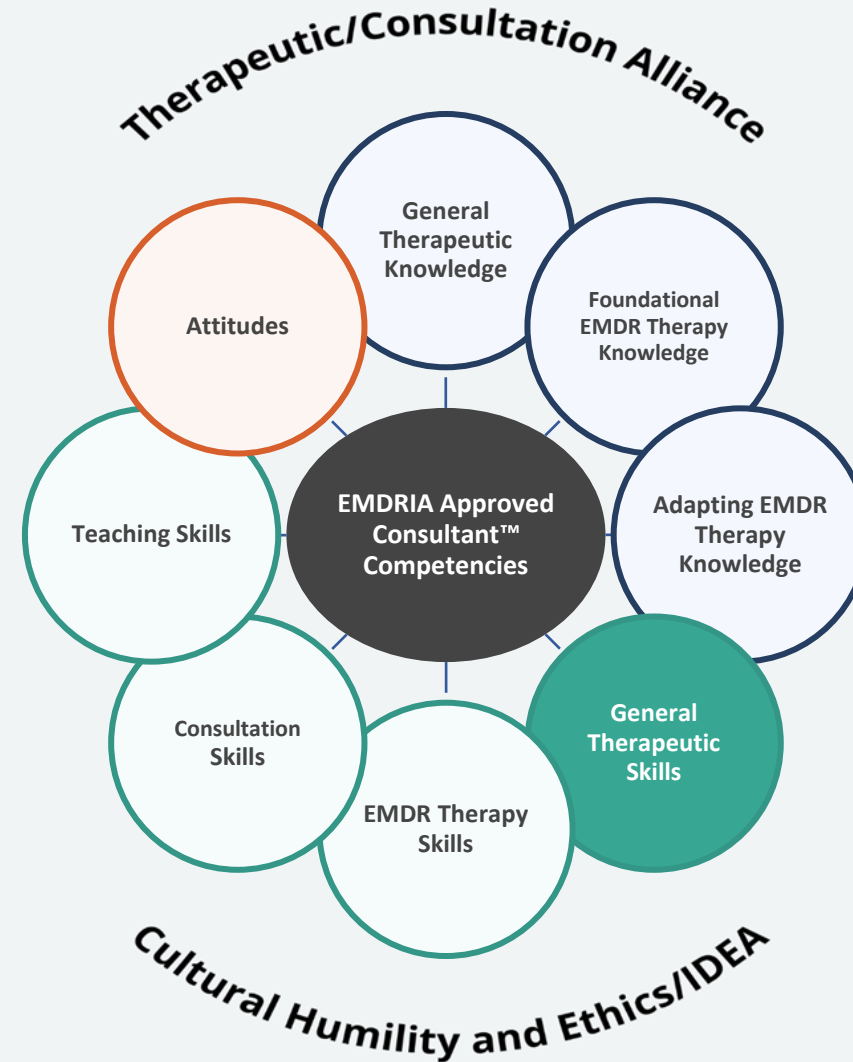 Therapeutic/Consultation Alliance
General
Therapeutic
Knowledge
Foundational
EMDR Therapy
Knowledge
Attitudes
Adapting EMDR
Therapy
Knowledge
EMDRIA Approved
Consultant™
Competencies
Teaching Skills
General
Therapeutic
Skills
Consultation
Skills
EMDR Therapy
Skills
Cultural Humility and Ethics/IDEA